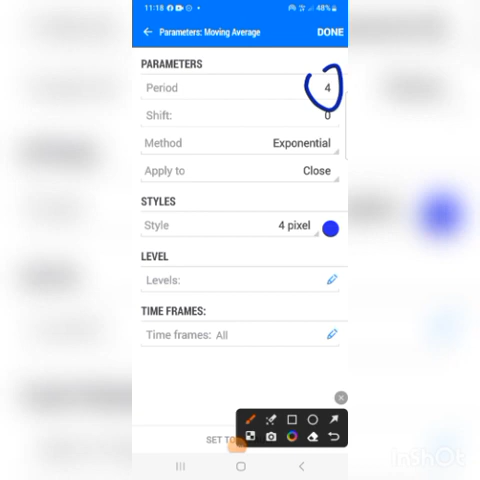 11:18 48%
Parameters: Moving Average DONE
PARAMETERS
Period 4
Shift: 0
Method Exponential
Apply to Close
STYLES
Style 4 pixel
LEVEL
Levels:
TIME FRAMES:
Time frames: All
SET TO
InShOt